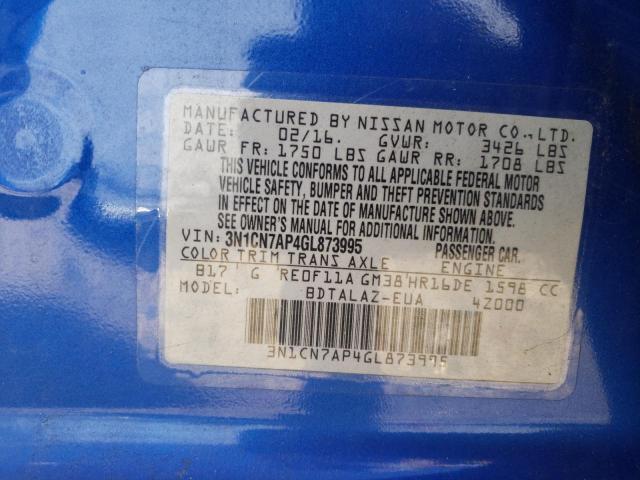 MANUFACTURED BY NISSAN MOTOR CO.,LTD.
DATE: 02/16. GVWR: 3426 LBS
GAWR FR: 1750 LBS GAWR RR: 1708 LBS
THIS VEHICLE CONFORMS TO ALL APPLICABLE FEDERAL MOTOR
VEHICLE SAFETY, BUMPER AND THEFT PREVENTION STANDARDS
IN EFFECT ON THE DATE OF MANUFACTURE SHOWN ABOVE.
SEE OWNER'S MANUAL FOR ADDITIONAL INFORMATION.
VIN: 3N1CN7AP4GL873995 PASSENGER CAR.
COLOR TRIM TRANS AXLE ENGINE
B17 G RE0F11A GM38 HR16DE 1598 CC
MODEL: BDTALAZ-EUA 4Z000
3N1CN7AP4GL873995